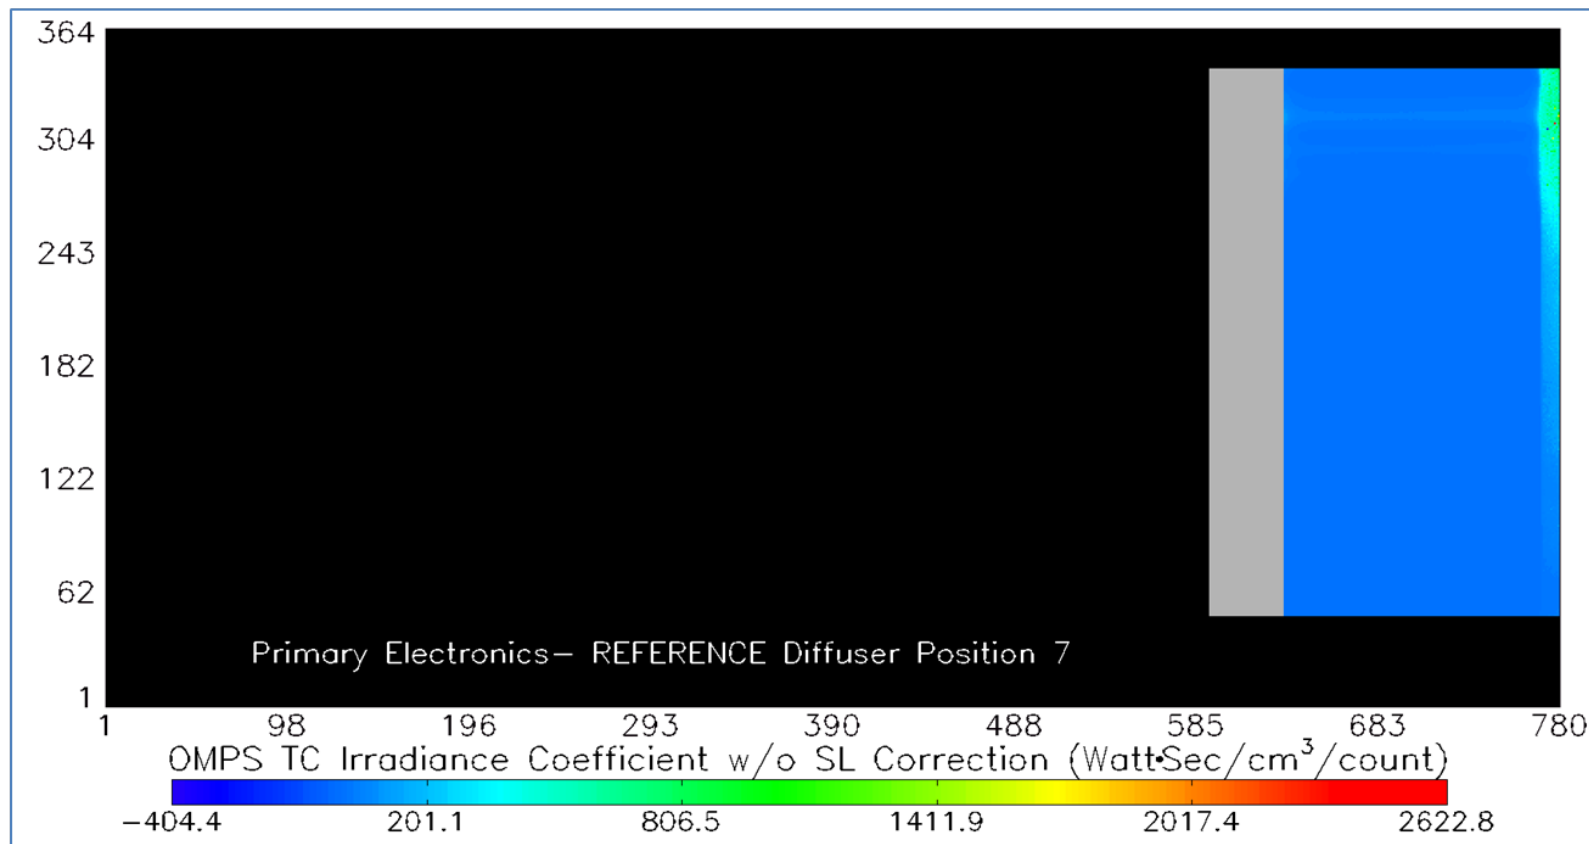 364
304
243
182
122
62
Primary Electronics– REFERENCE Diffuser Position 7
1
1 98 196 293 390 488 585 683 780
OMPS TC Irradiance Coefficient w/o SL Correction (Watt•Sec/cm³/count)
−404.4 201.1 806.5 1411.9 2017.4 2622.8